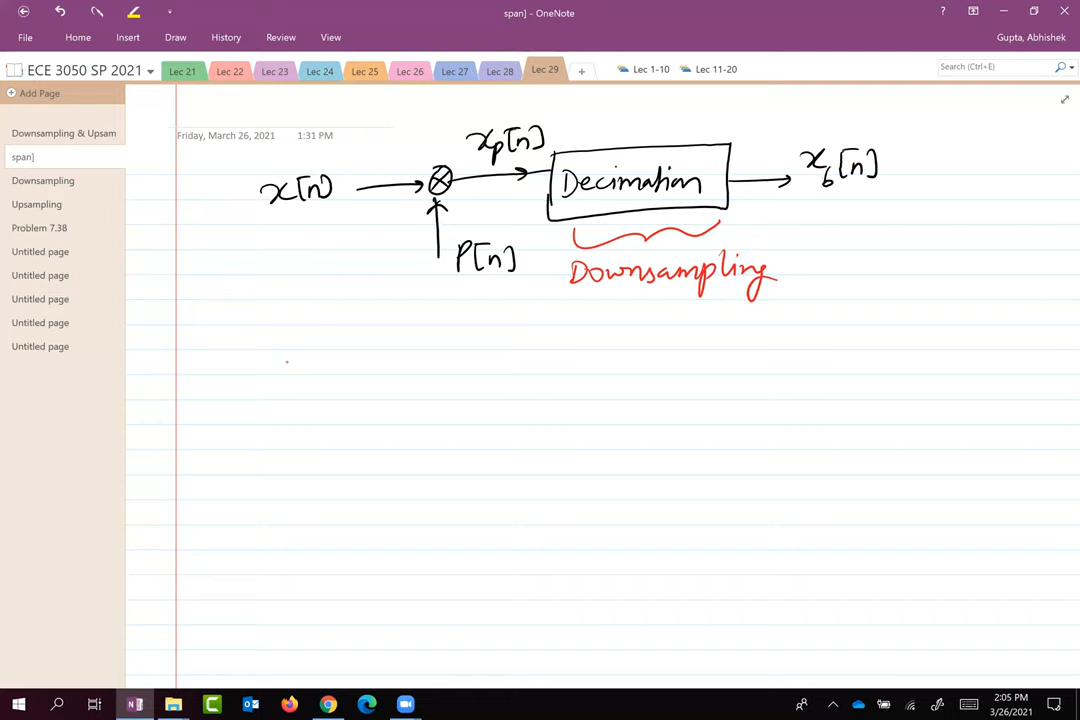 span] - OneNote
Gupta, Abhishek
File Home Insert Draw History Review View
ECE 3050 SP 2021
Lec 21 Lec 22 Lec 23 Lec 24 Lec 25 Lec 26 Lec 27 Lec 28 Lec 29 Lec 1-10 Lec 11-20
Search (Ctrl+E)
Add Page
Downsampling & Upsam
span]
Downsampling
Upsampling
Problem 7.38
Untitled page
Untitled page
Untitled page
Untitled page
Untitled page
Friday, March 26, 2021 1:31 PM
xp[n]
x[n]
Decimation
xb[n]
P[n]
Downsampling
2:05 PM
3/26/2021